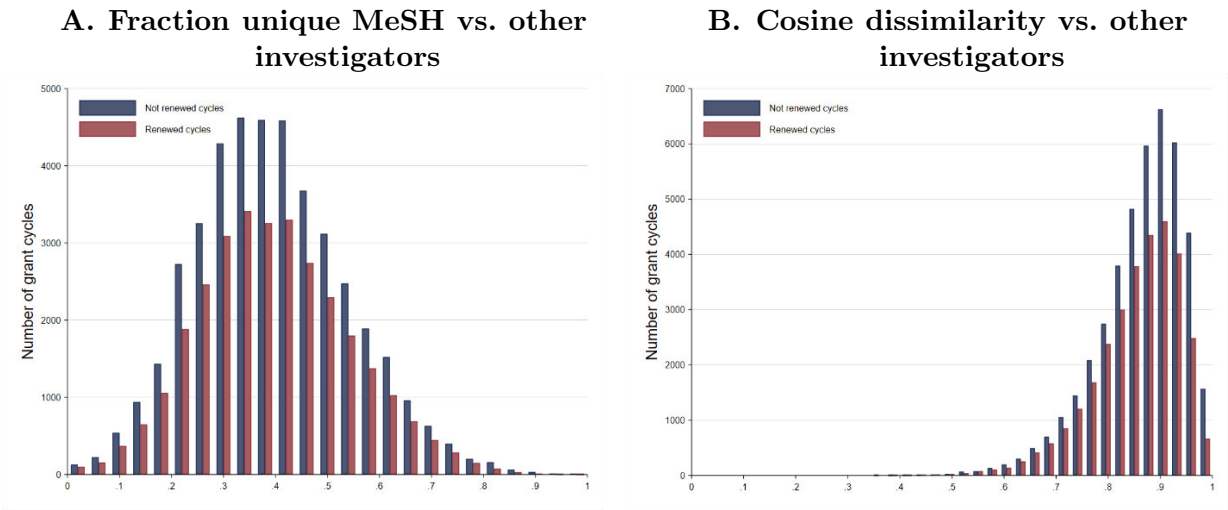 A. Fraction unique MeSH vs. other
investigators
5000
4000
3000
2000
1000
0
Number of grant cycles
Not renewed cycles
Renewed cycles
0 .1 .2 .3 .4 .5 .6 .7 .8 .9 1
B. Cosine dissimilarity vs. other
investigators
7000
6000
5000
4000
3000
2000
1000
0
Number of grant cycles
Not renewed cycles
Renewed cycles
0 .1 .2 .3 .4 .5 .6 .7 .8 .9 1